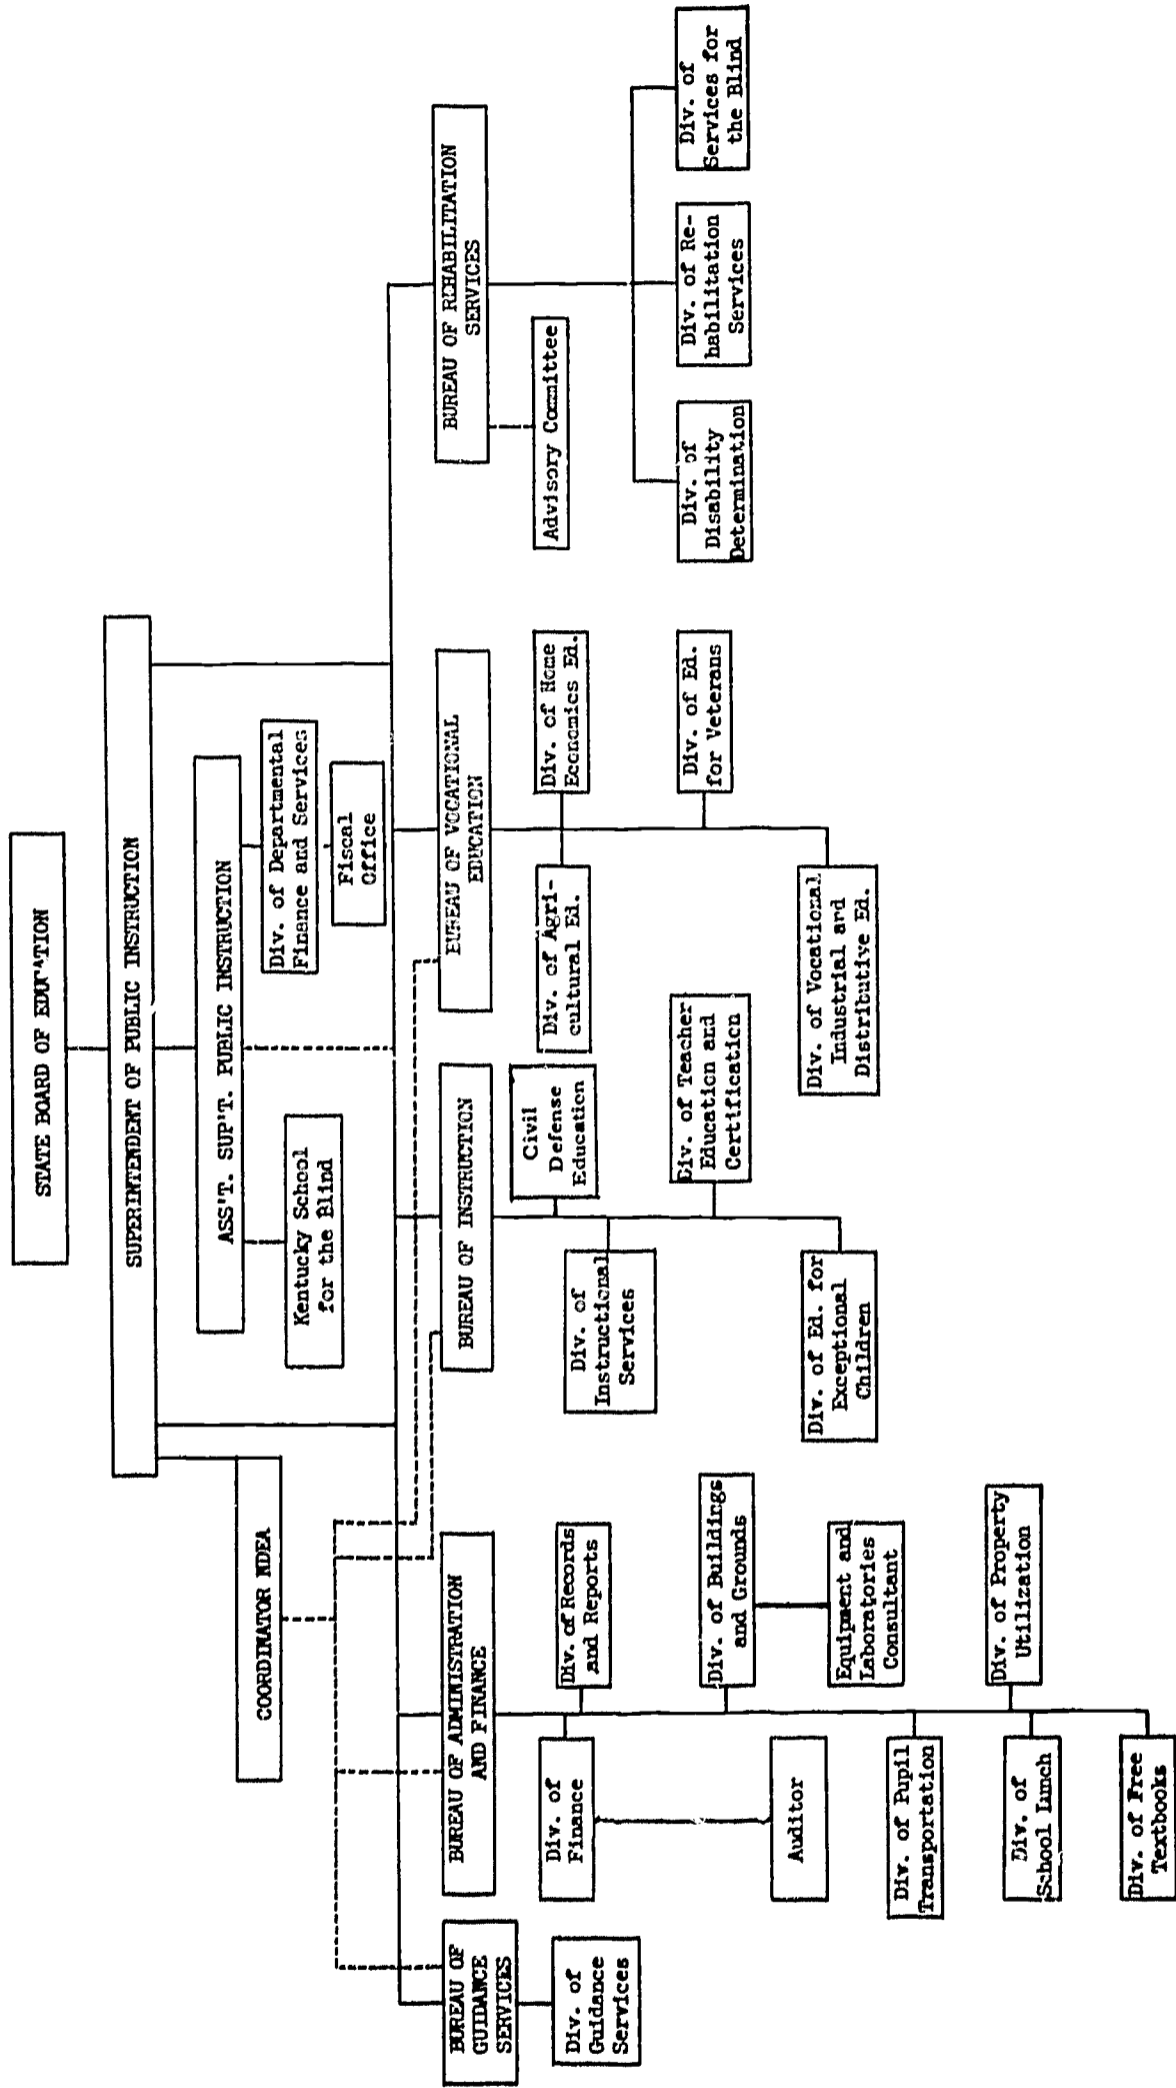 STATE BOARD OF EDUCATION
SUPERINTENDENT OF PUBLIC INSTRUCTION
COORDINATOR NDEA
ASS'T. SUP'T. PUBLIC INSTRUCTION
Kentucky School
for the Blind
Div. of Departmental
Finance and Services
Fiscal
Office
BUREAU OF
GUIDANCE
SERVICES
Div. of
Guidance
Services
BUREAU OF ADMINISTRATION
AND FINANCE
Div. of
Finance
Div. of Records
and Reports
Div. of Buildings
and Grounds
Auditor
Equipment and
Laboratories
Consultant
Div. of Pupil
Transportation
Div. of Property
Utilization
Div. of
School Lunch
Div. of Free
Textbooks
BUREAU OF INSTRUCTION
Civil
Defense
Education
Div. of
Instructional
Services
Div. of Teacher
Education and
Certification
Div. of Ed. for
Exceptional
Children
BUREAU OF VOCATIONAL
EDUCATION
Div. of Agri-
cultural Ed.
Div. of Home
Economics Ed.
Div. of Ed.
for Veterans
Div. of Vocational
Industrial and
Distributive Ed.
BUREAU OF REHABILITATION
SERVICES
Advisory Committee
Div. of
Disability
Determination
Div. of Re-
habilitation
Services
Div. of
Services for
the Blind